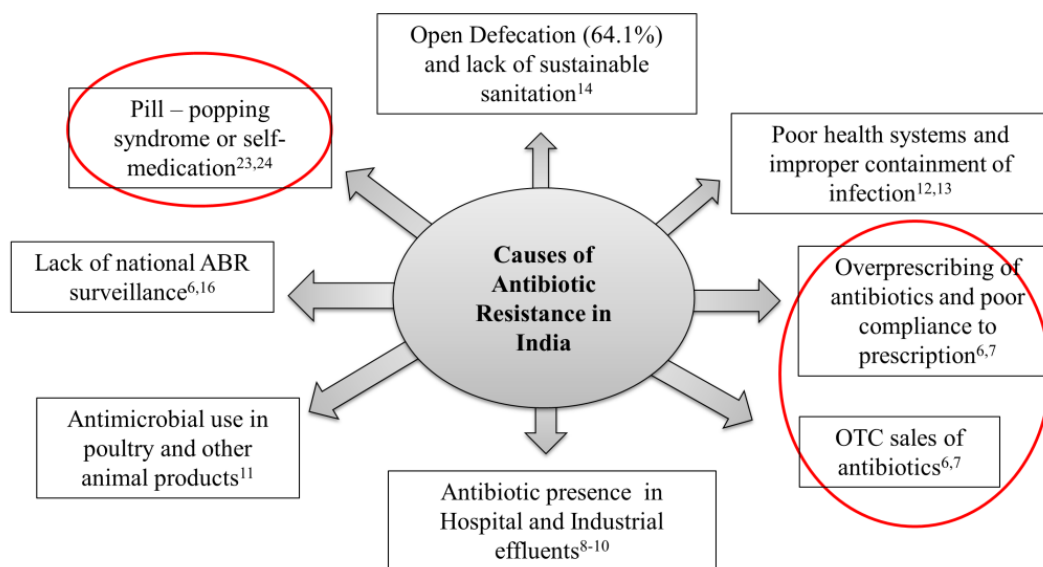 Open Defecation (64.1%)
and lack of sustainable
sanitation14
Pill – popping
syndrome or self-
medication23,24
Poor health systems and
improper containment of
infection12,13
Causes of
Antibiotic
Resistance in
India
Lack of national ABR
surveillance6,16
Overprescribing of
antibiotics and poor
compliance to
prescription6,7
Antimicrobial use in
poultry and other
animal products11
OTC sales of
antibiotics6,7
Antibiotic presence in
Hospital and Industrial
effluents8-10